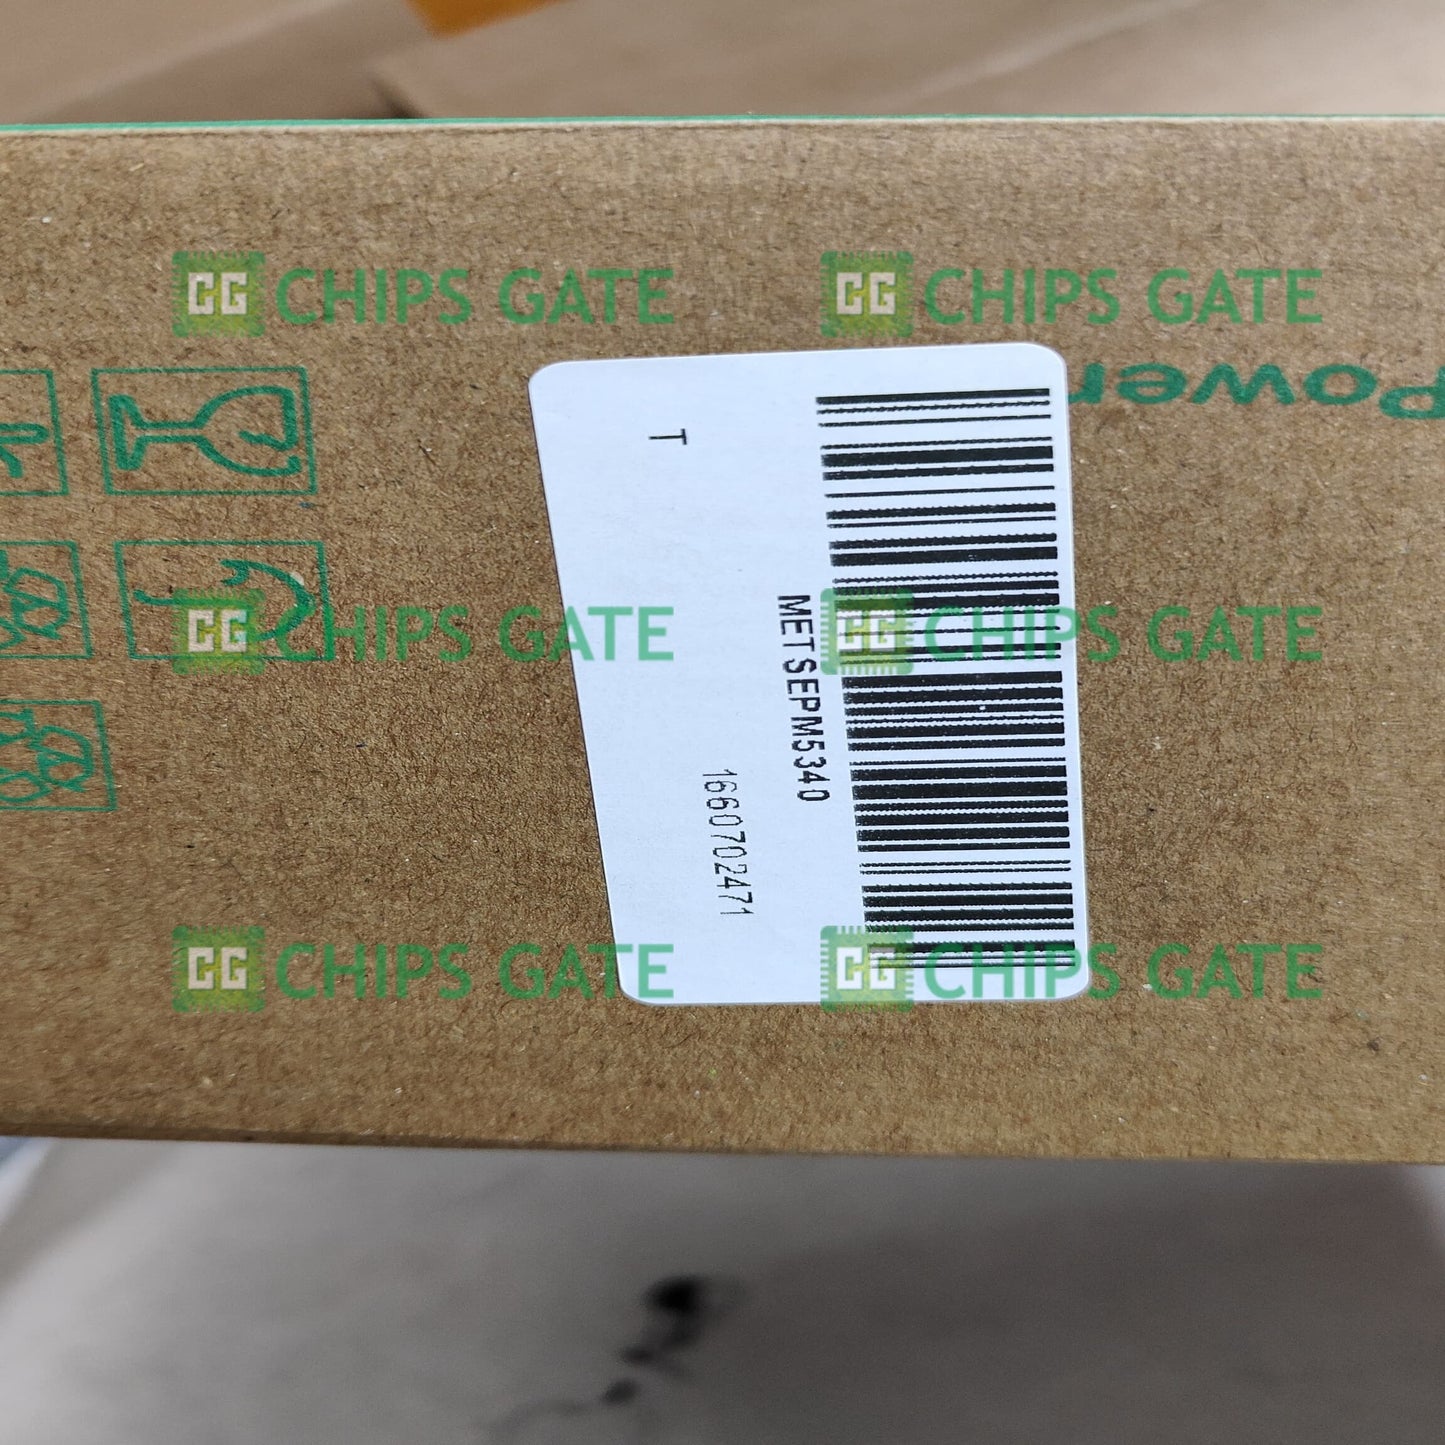 CG CHIPS GATE
CG CHIPS GATE
Power
T
METSEPM5340
1660702471
CG CHIPS GATE
CG CHIPS GATE
CG CHIPS GATE
CG CHIPS GATE